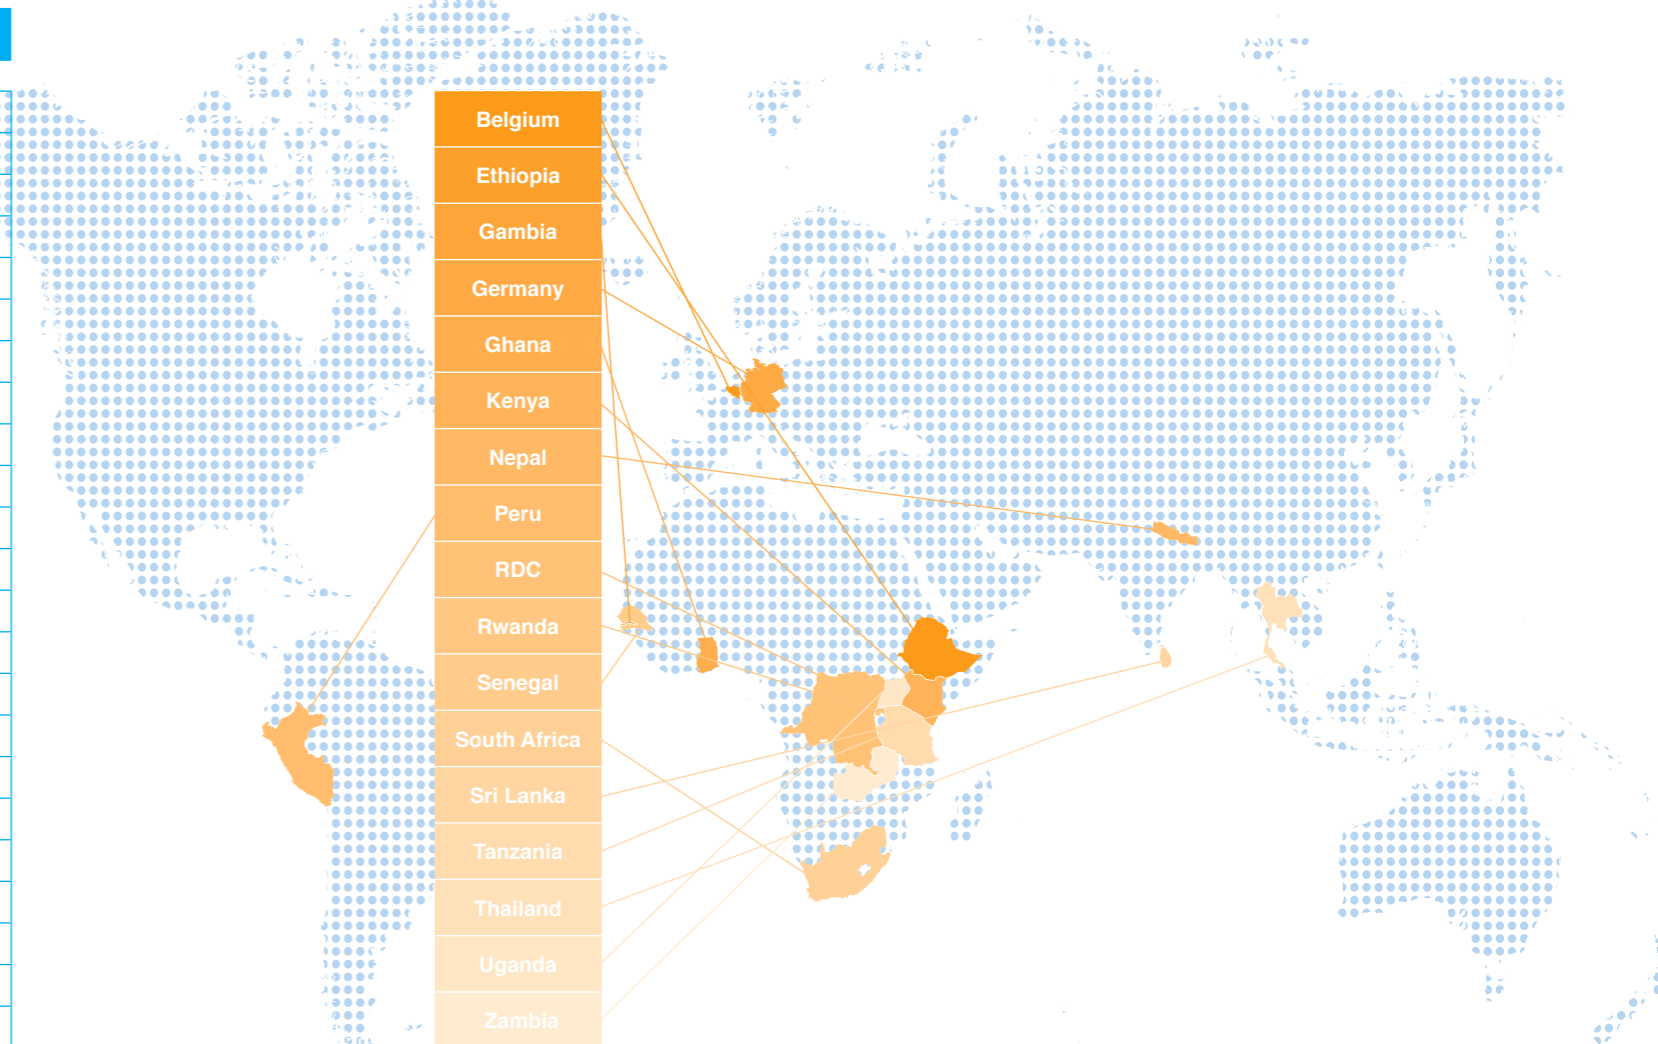 Belgium
Ethiopia
Gambia
Germany
Ghana
Kenya
Nepal
Peru
RDC
Rwanda
Senegal
South Africa
Sri Lanka
Tanzania
Thailand
Uganda
Zambia